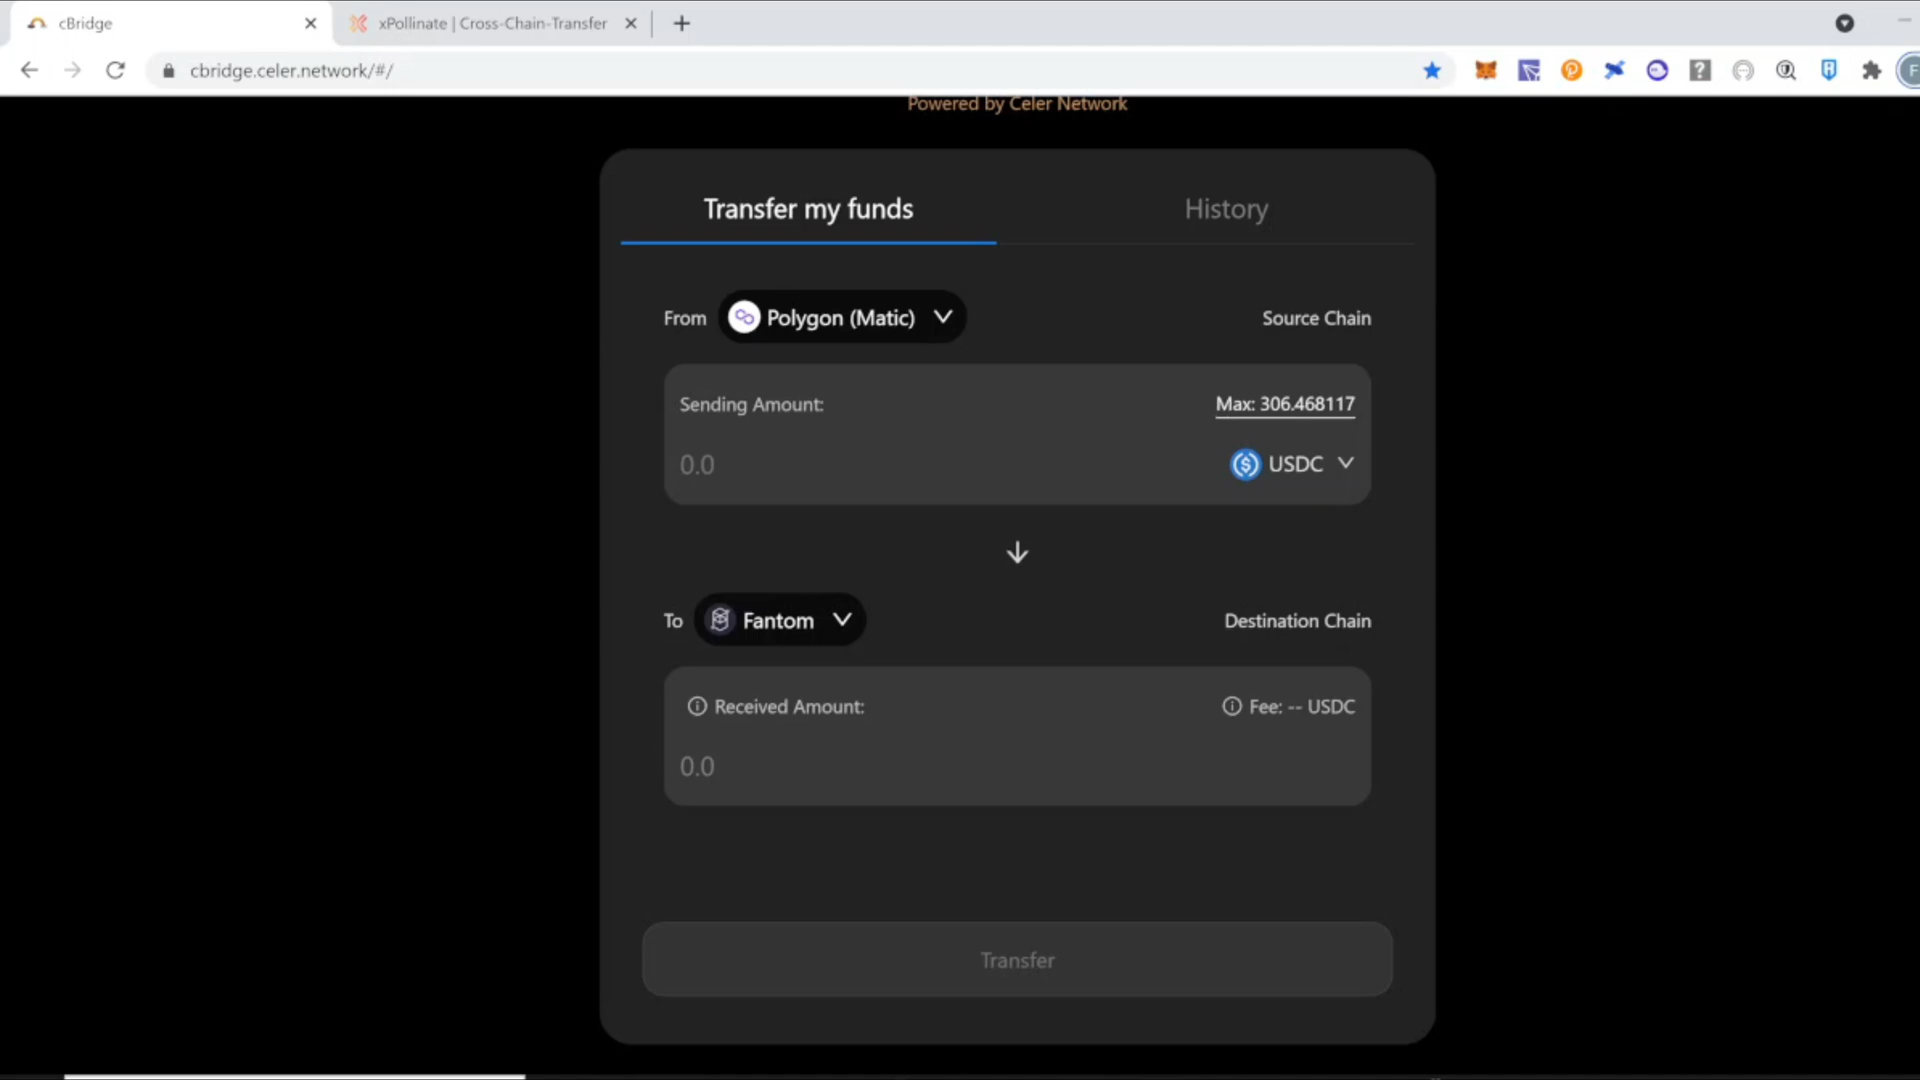 cBridge
xPollinate | Cross-Chain-Transfer
cbridge.celer.network/#/
F
Powered by Celer Network
Transfer my funds
History
From
Polygon (Matic)
Source Chain
Sending Amount:
Max: 306.468117
0.0
USDC
To
Fantom
Destination Chain
Received Amount:
Fee: -- USDC
0.0
Transfer